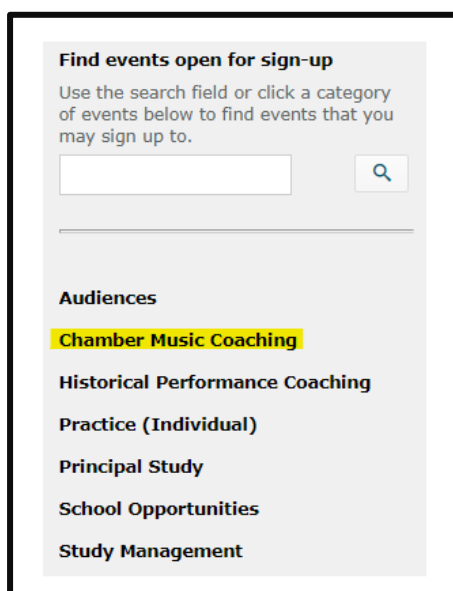 Find events open for sign-up
Use the search field or click a category
of events below to find events that you
may sign up to.
Audiences
Chamber Music Coaching
Historical Performance Coaching
Practice (Individual)
Principal Study
School Opportunities
Study Management